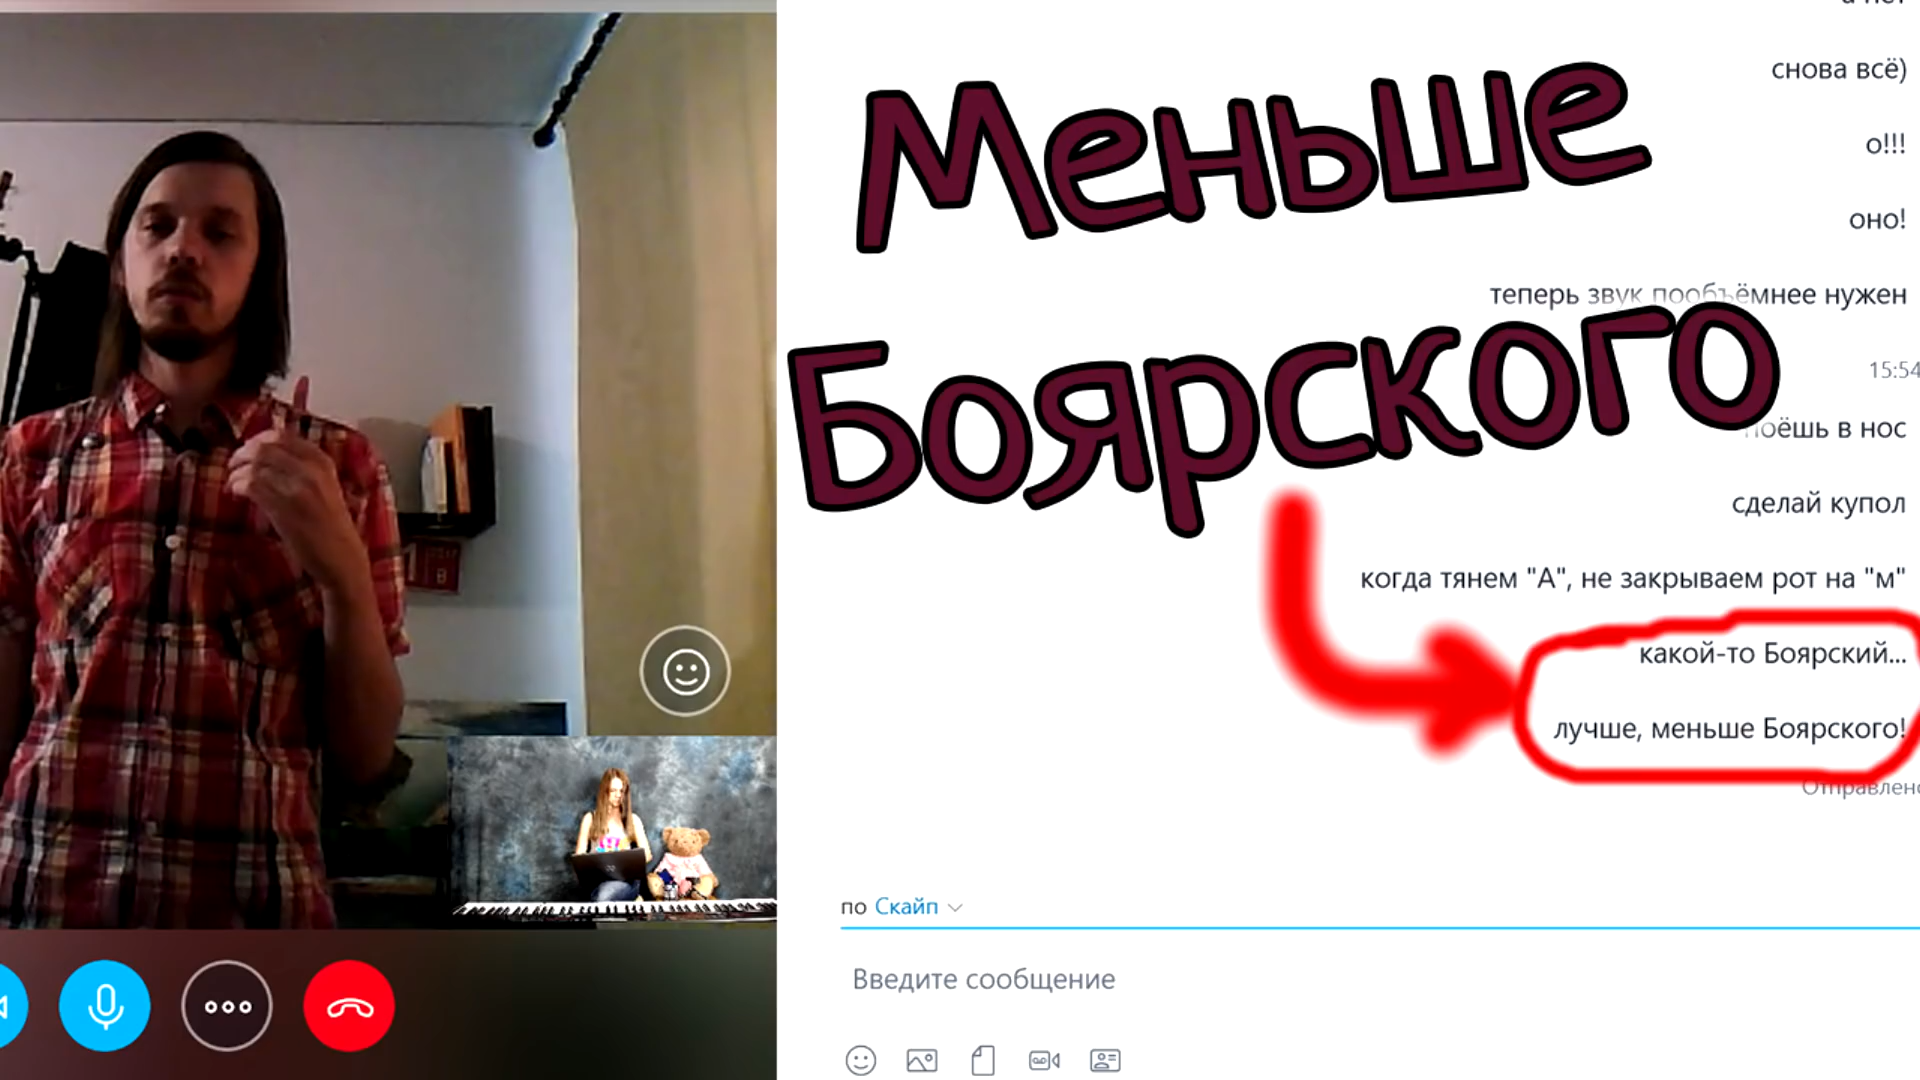 снова всё)
о!!!
Меньше
оно!
теперь звук пообъёмнее нужен
Боярского
15:54
поёшь в нос
сделай купол
когда тянем "А", не закрываем рот на "м"
какой-то Боярский...
лучше, меньше Боярского!
по Скайп
Введите сообщение